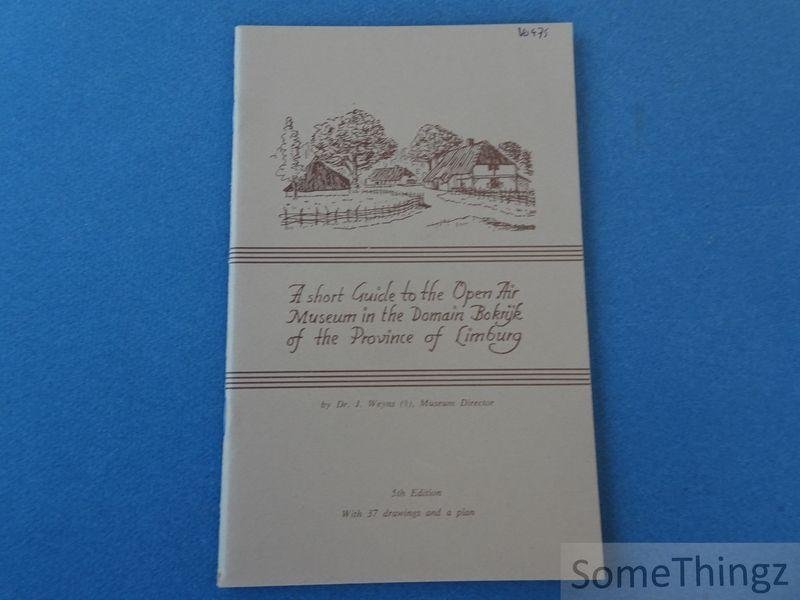 A short Guide to the Open Air
Museum in the Domain Bokrijk
of the Province of Limburg
by Dr. J. Weyns (†), Museum Director
5th Edition
With 37 drawings and a plan
SomeThingz